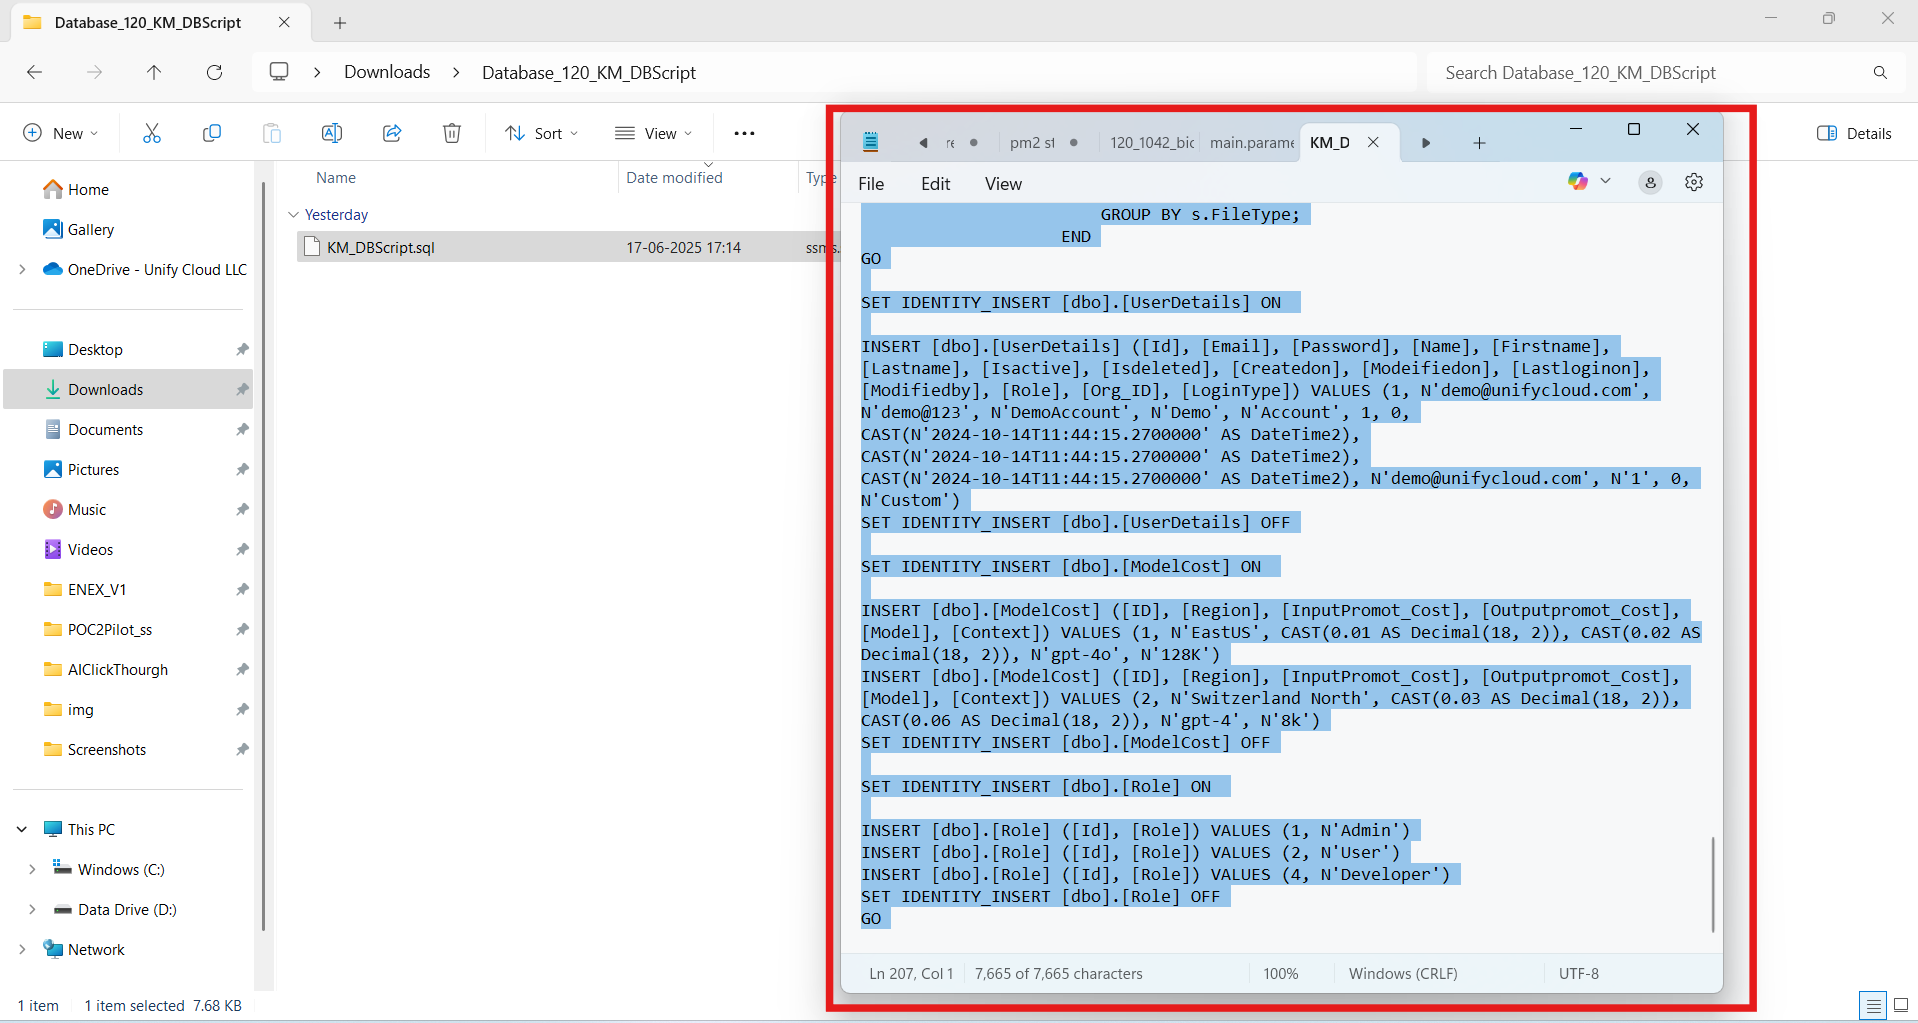 Database_120_KM_DBScript
Downloads > Database_120_KM_DBScript
Search Database_120_KM_DBScript
New
Sort
View
Details
Name
Date modified
Type
Yesterday
KM_DBScript.sql
17-06-2025 17:14
ssms.
Home
Gallery
OneDrive - Unify Cloud LLC
Desktop
Downloads
Documents
Pictures
Music
Videos
ENEX_V1
POC2Pilot_ss
AIClickThourgh
img
Screenshots
This PC
Windows (C:)
Data Drive (D:)
Network
1 item
1 item selected 7.68 KB
re
pm2 st
120_1042_bic
main.parame
KM_D
File
Edit
View
GROUP BY s.FileType;
END
GO
SET IDENTITY_INSERT [dbo].[UserDetails] ON
INSERT [dbo].[UserDetails] ([Id], [Email], [Password], [Name], [Firstname],
[Lastname], [Isactive], [Isdeleted], [Createdon], [Modeifiedon], [Lastloginon],
[Modifiedby], [Role], [Org_ID], [LoginType]) VALUES (1, N'demo@unifycloud.com',
N'demo@123', N'DemoAccount', N'Demo', N'Account', 1, 0,
CAST(N'2024-10-14T11:44:15.2700000' AS DateTime2),
CAST(N'2024-10-14T11:44:15.2700000' AS DateTime2),
CAST(N'2024-10-14T11:44:15.2700000' AS DateTime2), N'demo@unifycloud.com', N'1', 0,
N'Custom')
SET IDENTITY_INSERT [dbo].[UserDetails] OFF
SET IDENTITY_INSERT [dbo].[ModelCost] ON
INSERT [dbo].[ModelCost] ([ID], [Region], [InputPromot_Cost], [Outputpromot_Cost],
[Model], [Context]) VALUES (1, N'EastUS', CAST(0.01 AS Decimal(18, 2)), CAST(0.02 AS
Decimal(18, 2)), N'gpt-4o', N'128K')
INSERT [dbo].[ModelCost] ([ID], [Region], [InputPromot_Cost], [Outputpromot_Cost],
[Model], [Context]) VALUES (2, N'Switzerland North', CAST(0.03 AS Decimal(18, 2)),
CAST(0.06 AS Decimal(18, 2)), N'gpt-4', N'8k')
SET IDENTITY_INSERT [dbo].[ModelCost] OFF
SET IDENTITY_INSERT [dbo].[Role] ON
INSERT [dbo].[Role] ([Id], [Role]) VALUES (1, N'Admin')
INSERT [dbo].[Role] ([Id], [Role]) VALUES (2, N'User')
INSERT [dbo].[Role] ([Id], [Role]) VALUES (4, N'Developer')
SET IDENTITY_INSERT [dbo].[Role] OFF
GO
Ln 207, Col 1
7,665 of 7,665 characters
100%
Windows (CRLF)
UTF-8